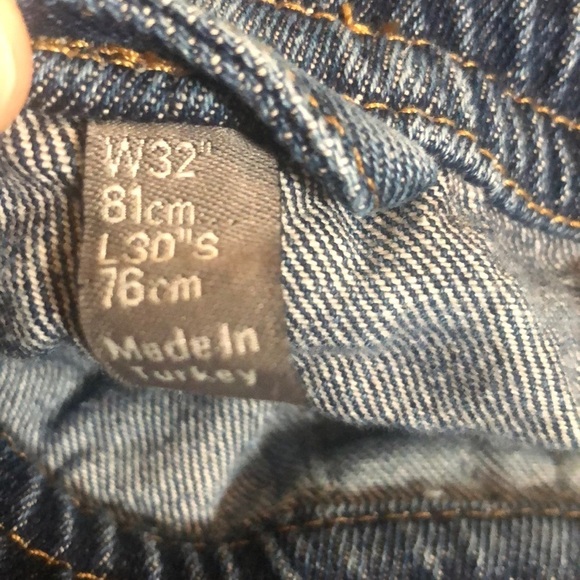 W32"
81cm
L30"S
76cm
Made In
Turkey